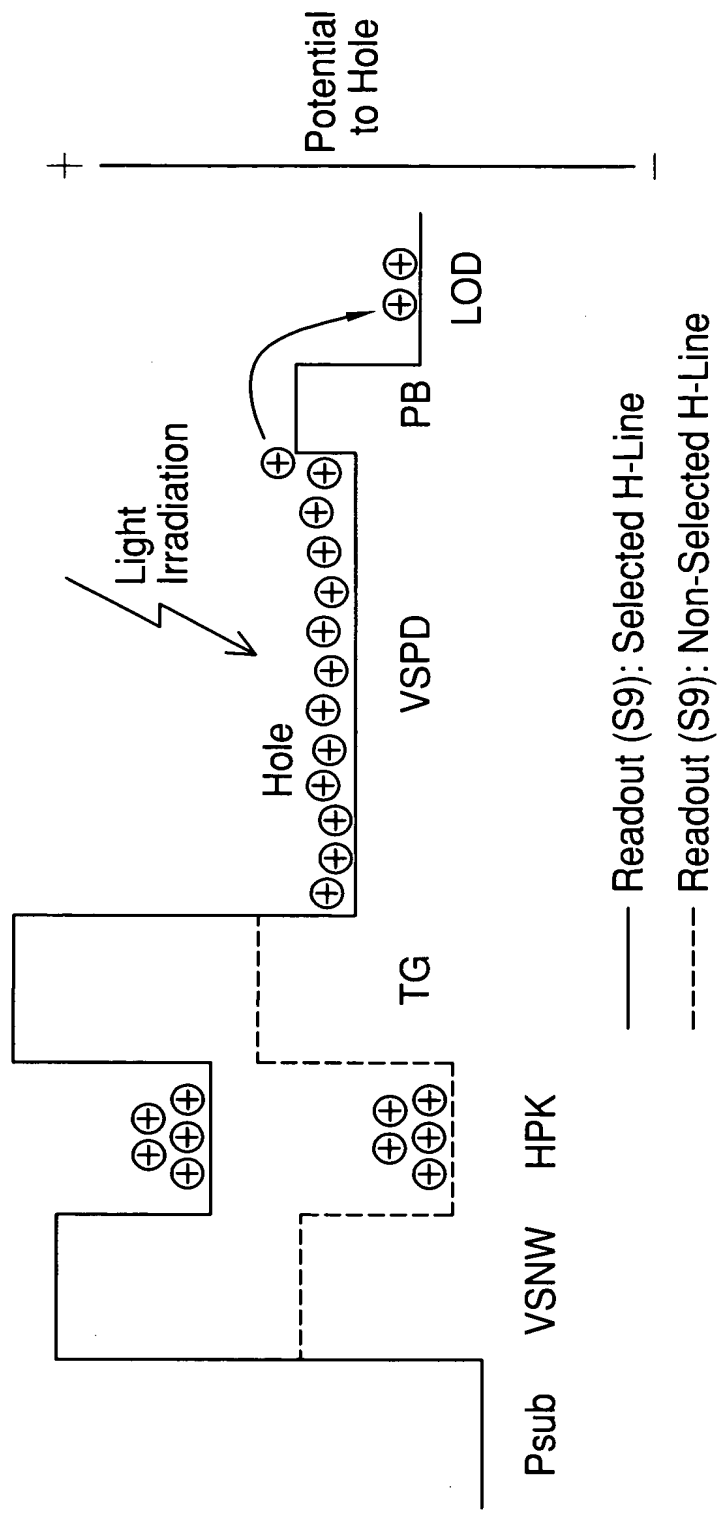 +
Potential
to Hole
−
Light
Irradiation
Hole
Psub
VSNW
HPK
TG
VSPD
PB
LOD
Readout (S9): Selected H-Line
Readout (S9): Non-Selected H-Line